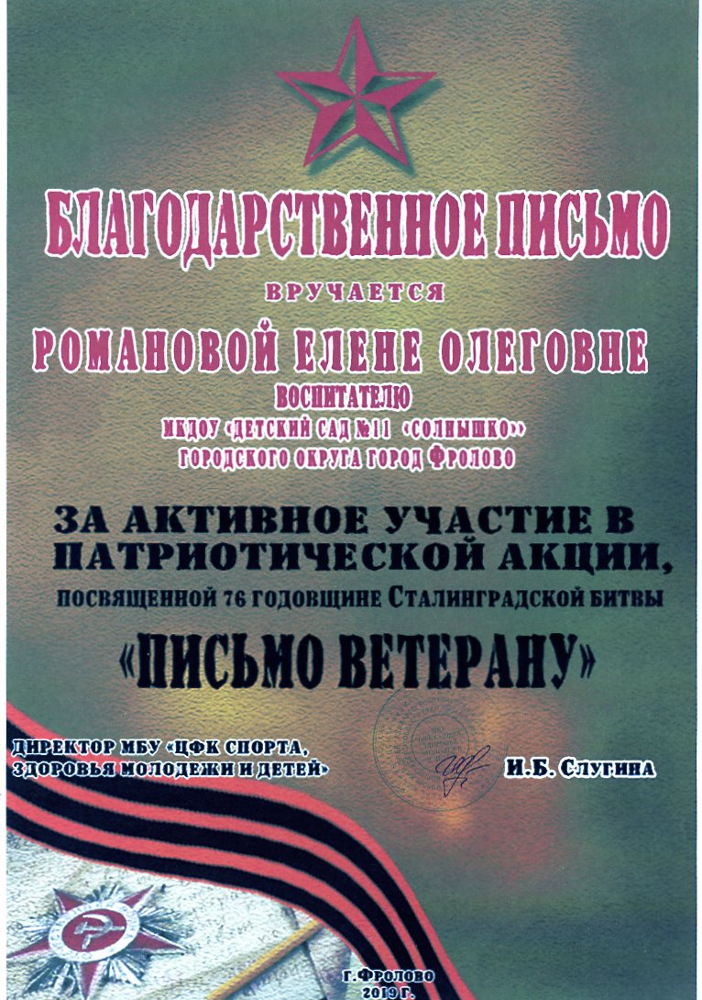 БЛАГОДАРСТВЕННОЕ ПИСЬМО
ВРУЧАЕТСЯ
РОМАНОВОЙ ЕЛЕНЕ ОЛЕГОВНЕ
ВОСПИТАТЕЛЮ
МКДОУ «ДЕТСКИЙ САД №11 «СОЛНЫШКО»»
ГОРОДСКОГО ОКРУГА ГОРОД ФРОЛОВО
ЗА АКТИВНОЕ УЧАСТИЕ В
ПАТРИОТИЧЕСКОЙ АКЦИИ,
ПОСВЯЩЕННОЙ 76 ГОДОВЩИНЕ СТАЛИНГРАДСКОЙ БИТВЫ
«ПИСЬМО ВЕТЕРАНУ»
ДИРЕКТОР МБУ «ЦФК СПОРТА,
ЗДОРОВЬЯ МОЛОДЕЖИ И ДЕТЕЙ»
И.Б. СЛУГИНА
Г.ФРОЛОВО
2019 Г.